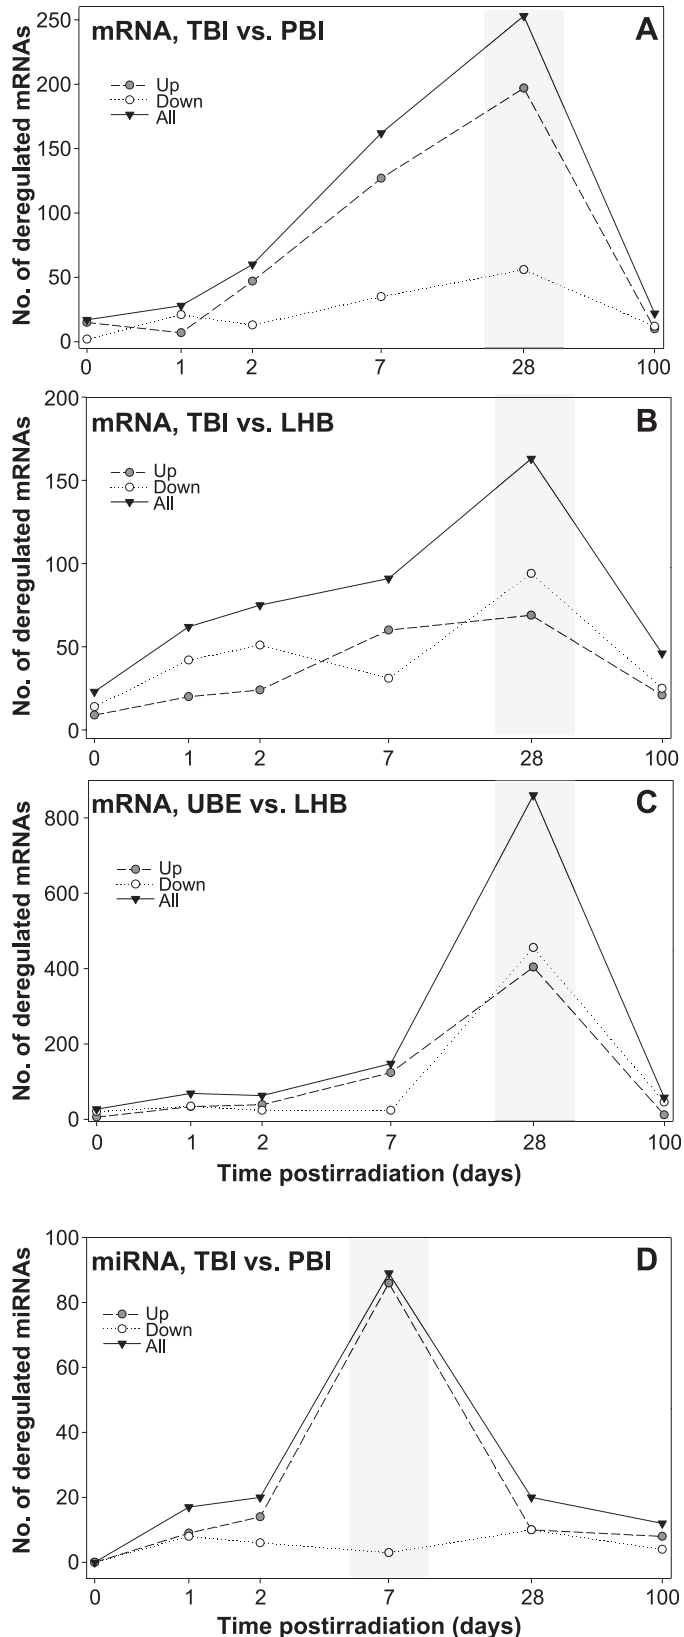 mRNA, TBI vs. PBI
A
No. of deregulated mRNAs
Up
Down
All
250
200
150
100
50
0
0 1 2 7 28 100
mRNA, TBI vs. LHB
B
No. of deregulated mRNAs
Up
Down
All
200
150
100
50
0
0 1 2 7 28 100
mRNA, UBE vs. LHB
C
No. of deregulated mRNAs
Up
Down
All
800
600
400
200
0
0 1 2 7 28 100
Time postirradiation (days)
miRNA, TBI vs. PBI
D
No. of deregulated miRNAs
Up
Down
All
100
80
60
40
20
0
0 1 2 7 28 100
Time postirradiation (days)